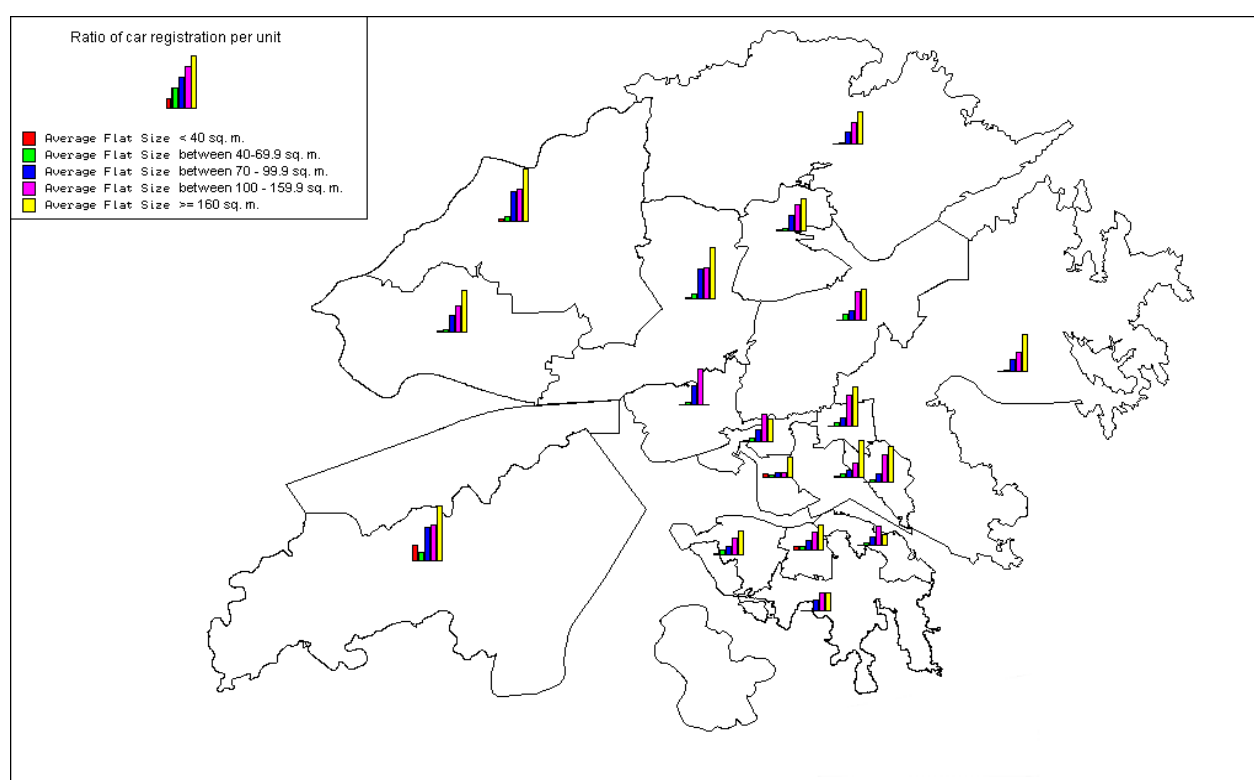 Ratio of car registration per unit
Average Flat Size < 40 sq. m.
Average Flat Size between 40-69.9 sq. m.
Average Flat Size between 70 - 99.9 sq. m.
Average Flat Size between 100 - 159.9 sq. m.
Average Flat Size >= 160 sq. m.